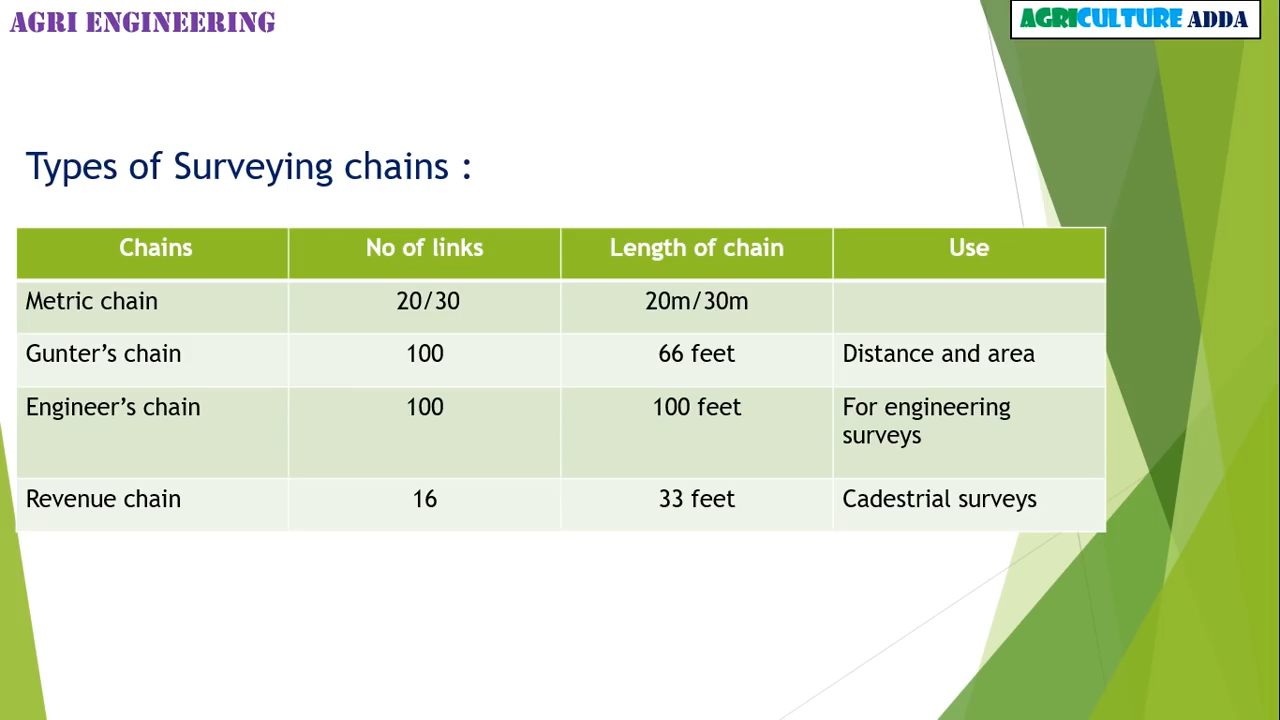 AGRI ENGINEERING
AGRICULTURE ADDA
Types of Surveying chains :
Chains No of links Length of chain Use
Metric chain 20/30 20m/30m
Gunter’s chain 100 66 feet Distance and area
Engineer’s chain 100 100 feet For engineering
surveys
Revenue chain 16 33 feet Cadestrial surveys